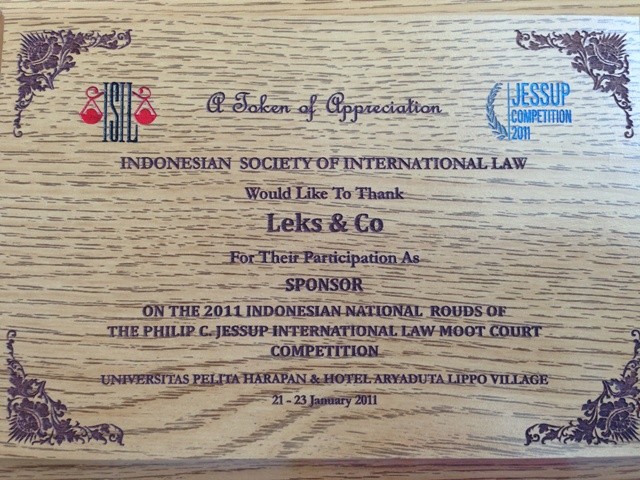 ISIL
A Token of Appreciation
JESSUP
COMPETITION
2011
INDONESIAN SOCIETY OF INTERNATIONAL LAW
Would Like To Thank
Leks & Co
For Their Participation As
SPONSOR
ON THE 2011 INDONESIAN NATIONAL ROUDS OF
THE PHILIP C. JESSUP INTERNATIONAL LAW MOOT COURT
COMPETITION
UNIVERSITAS PELITA HARAPAN & HOTEL ARYADUTA LIPPO VILLAGE
21 - 23 January 2011